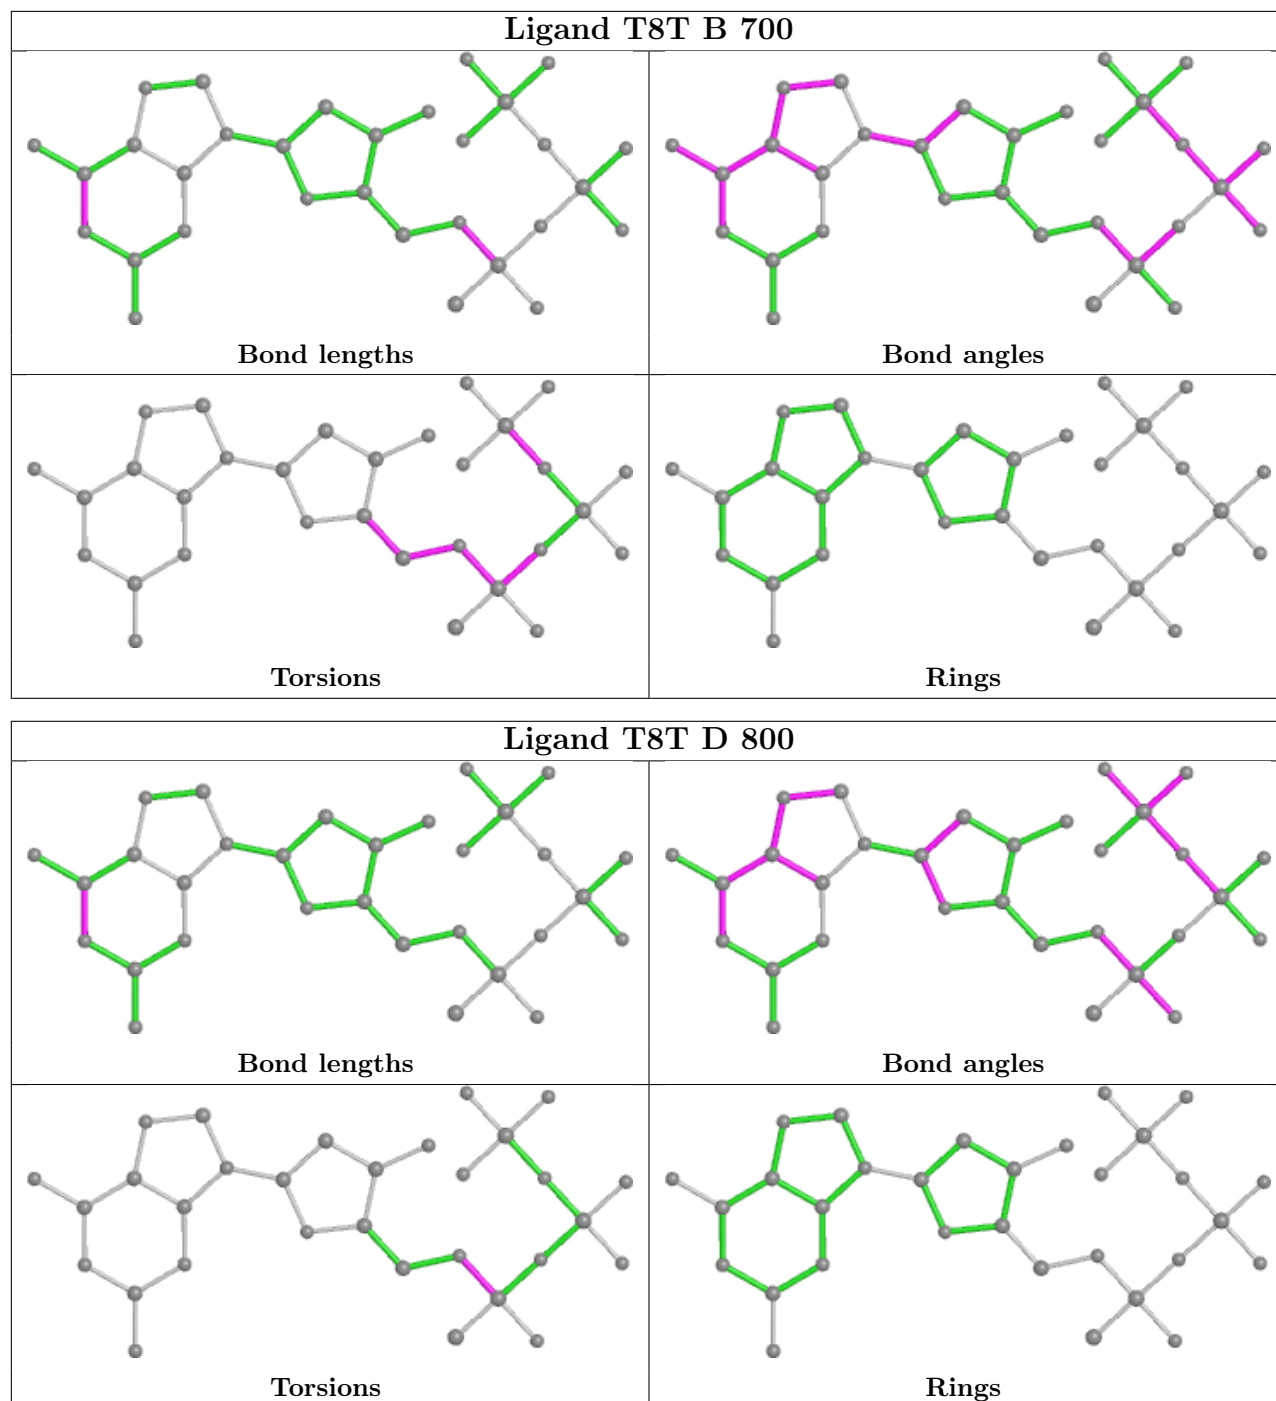 Ligand T8T B 700
Bond lengths
Bond angles
Torsions
Rings
Ligand T8T D 800
Bond lengths
Bond angles
Torsions
Rings